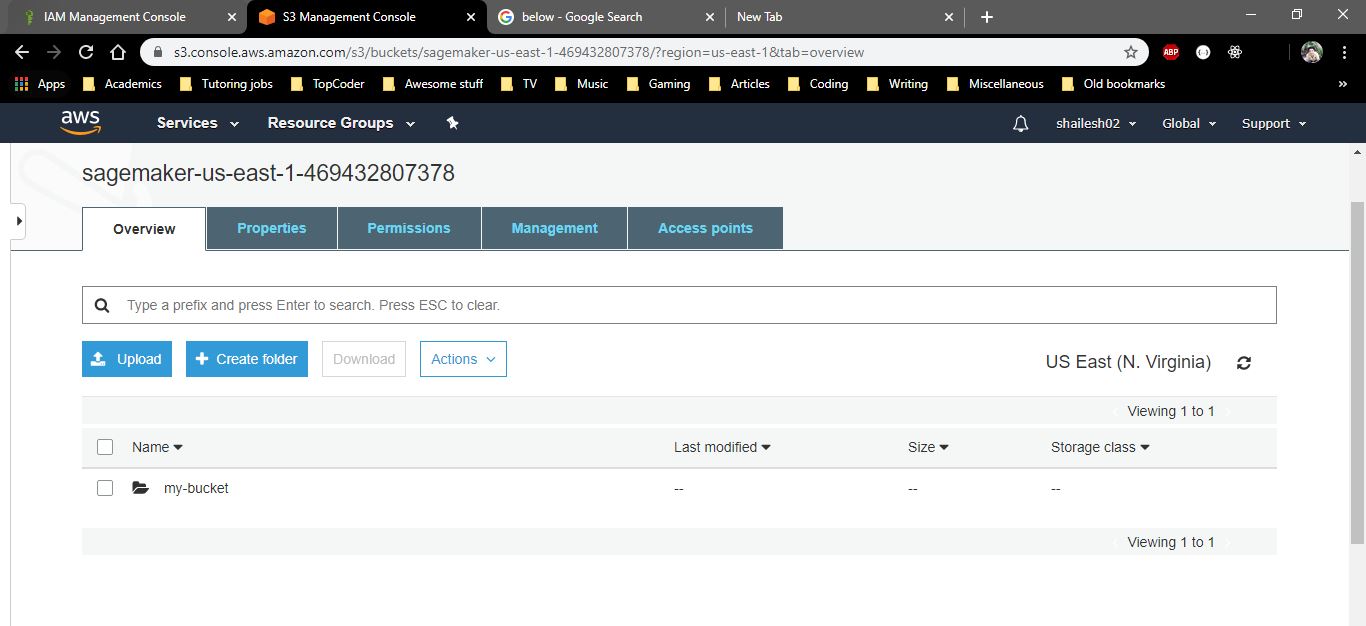 IAM Management Console S3 Management Console below - Google Search New Tab
s3.console.aws.amazon.com/s3/buckets/sagemaker-us-east-1-469432807378/?region=us-east-1&tab=overview ABP
Apps Academics Tutoring jobs TopCoder Awesome stuff TV Music Gaming Articles Coding Writing Miscellaneous Old bookmarks »
aws Services Resource Groups shailesh02 Global Support
sagemaker-us-east-1-469432807378
Overview Properties Permissions Management Access points
Type a prefix and press Enter to search. Press ESC to clear.
Upload Create folder Download Actions US East (N. Virginia)
Viewing 1 to 1
Name Last modified Size Storage class
my-bucket -- -- --
Viewing 1 to 1